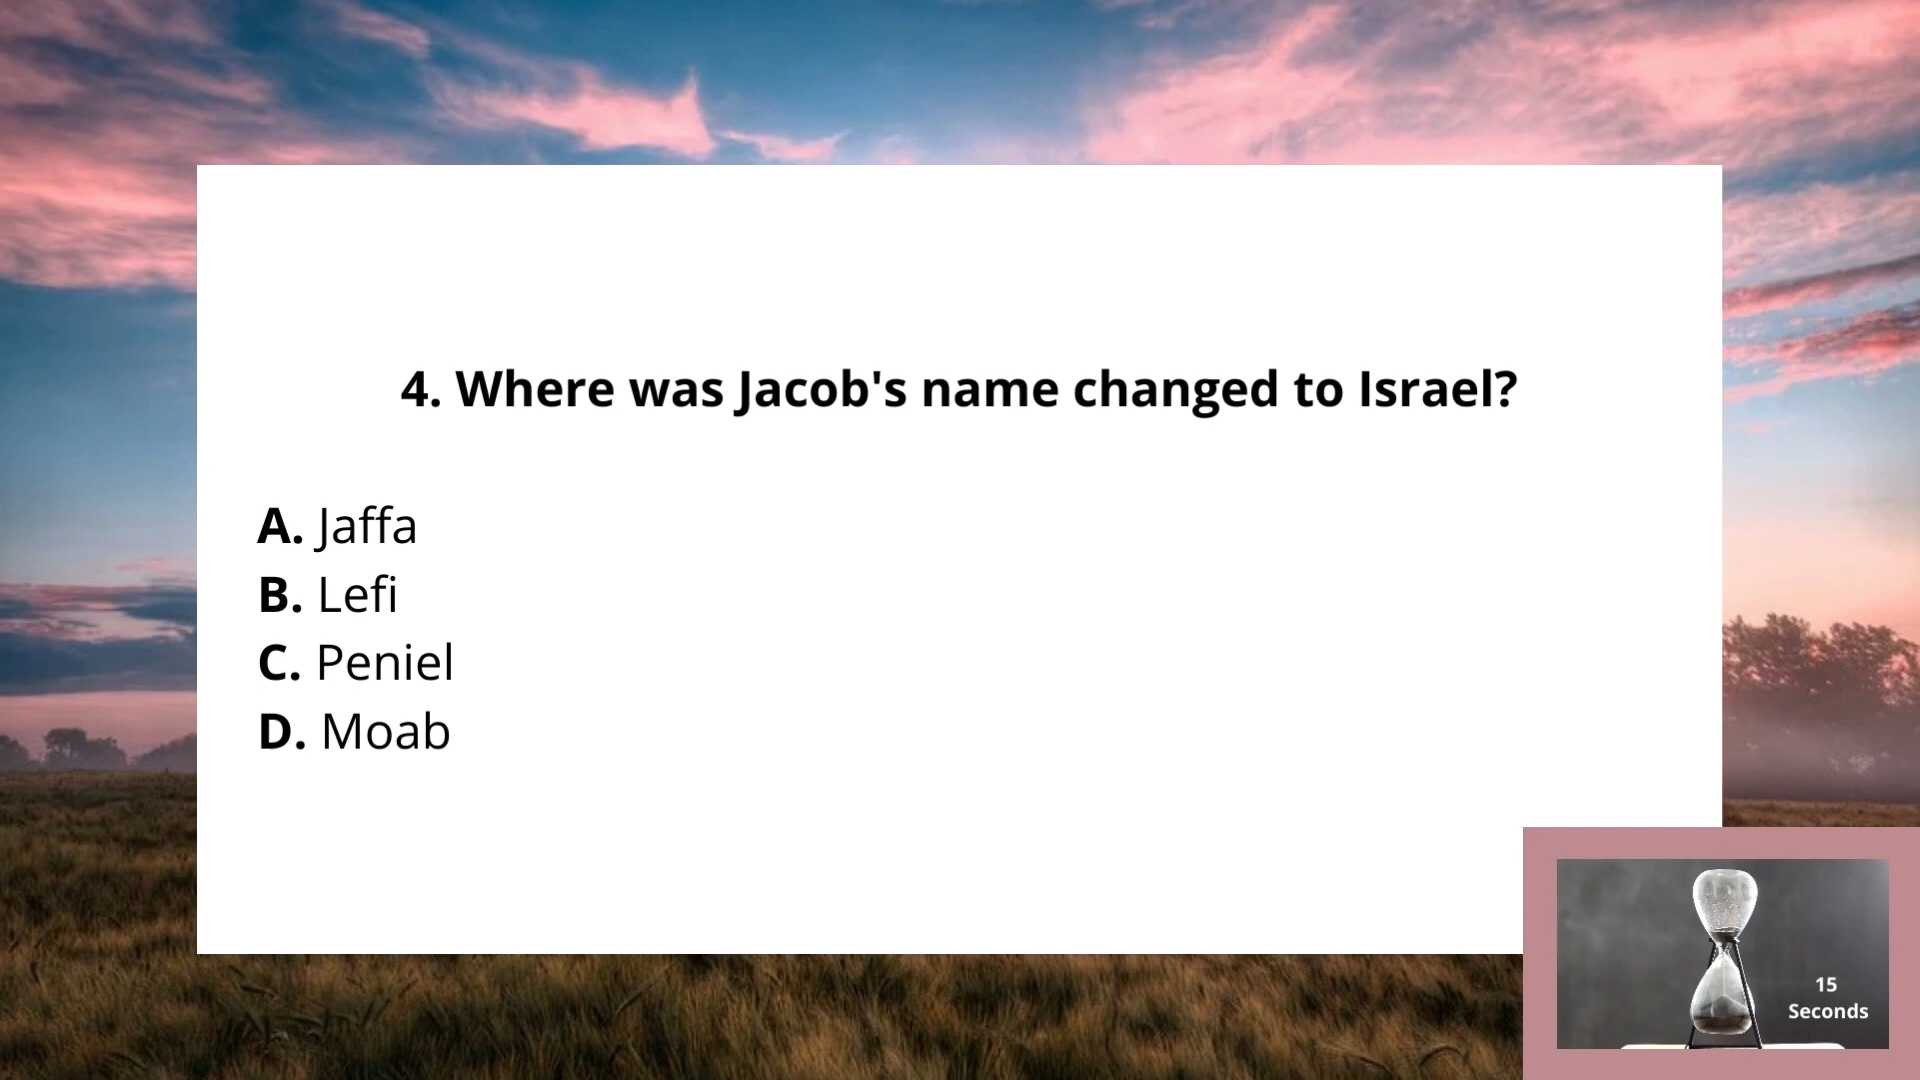 4. Where was Jacob's name changed to Israel?
A. Jaffa
B. Lefi
C. Peniel
D. Moab
15
Seconds